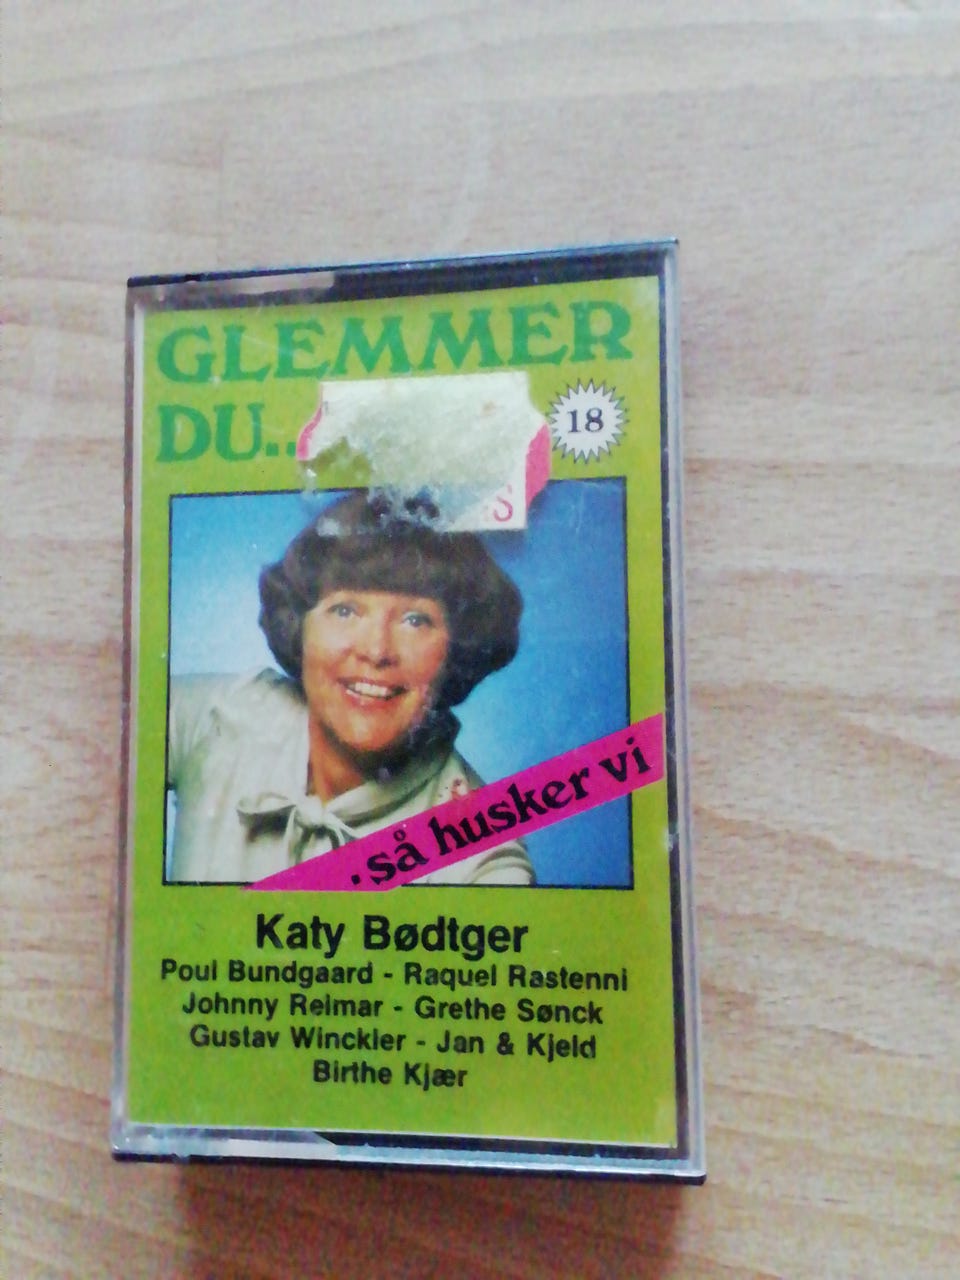 GLEMMER
DU..
18
S
. så husker vi
Katy Bødtger
Poul Bundgaard - Raquel Rastenni
Johnny Reimar - Grethe Sønck
Gustav Winckler - Jan & Kjeld
Birthe Kjær